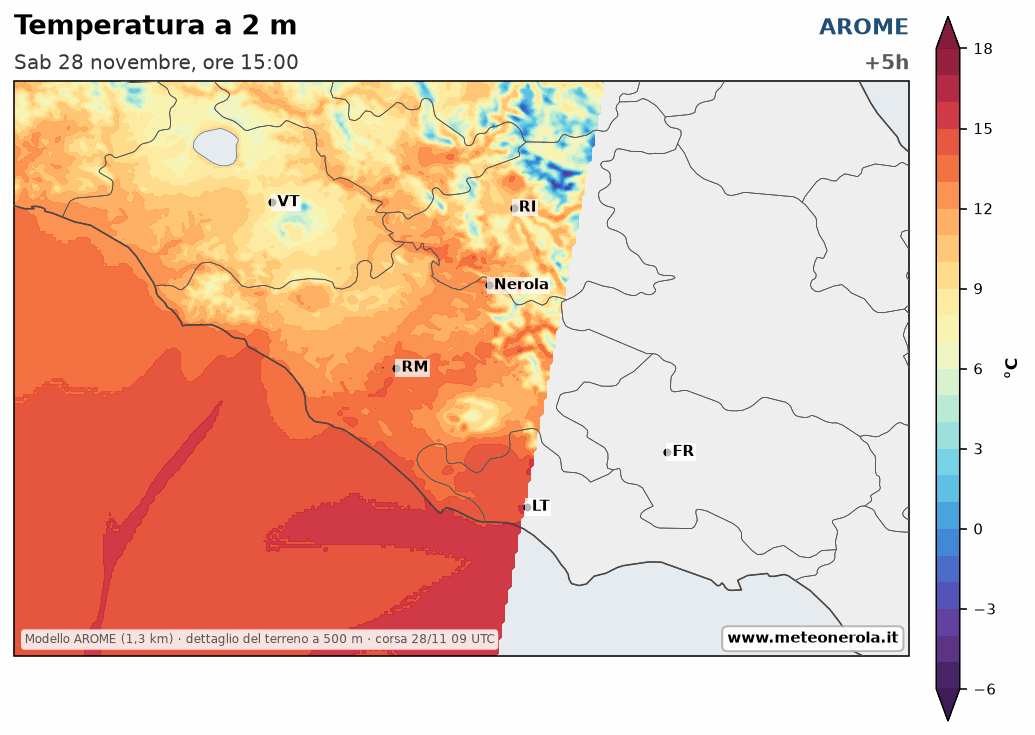 Temperatura a 2 m
AROME
Sab 28 novembre, ore 15:00
+5h
VT
RI
Nerola
RM
FR
LT
Modello AROME (1,3 km) · dettaglio del terreno a 500 m · corsa 28/11 09 UTC
www.meteonerola.it
18
15
12
9
6
3
0
−3
−6
°C